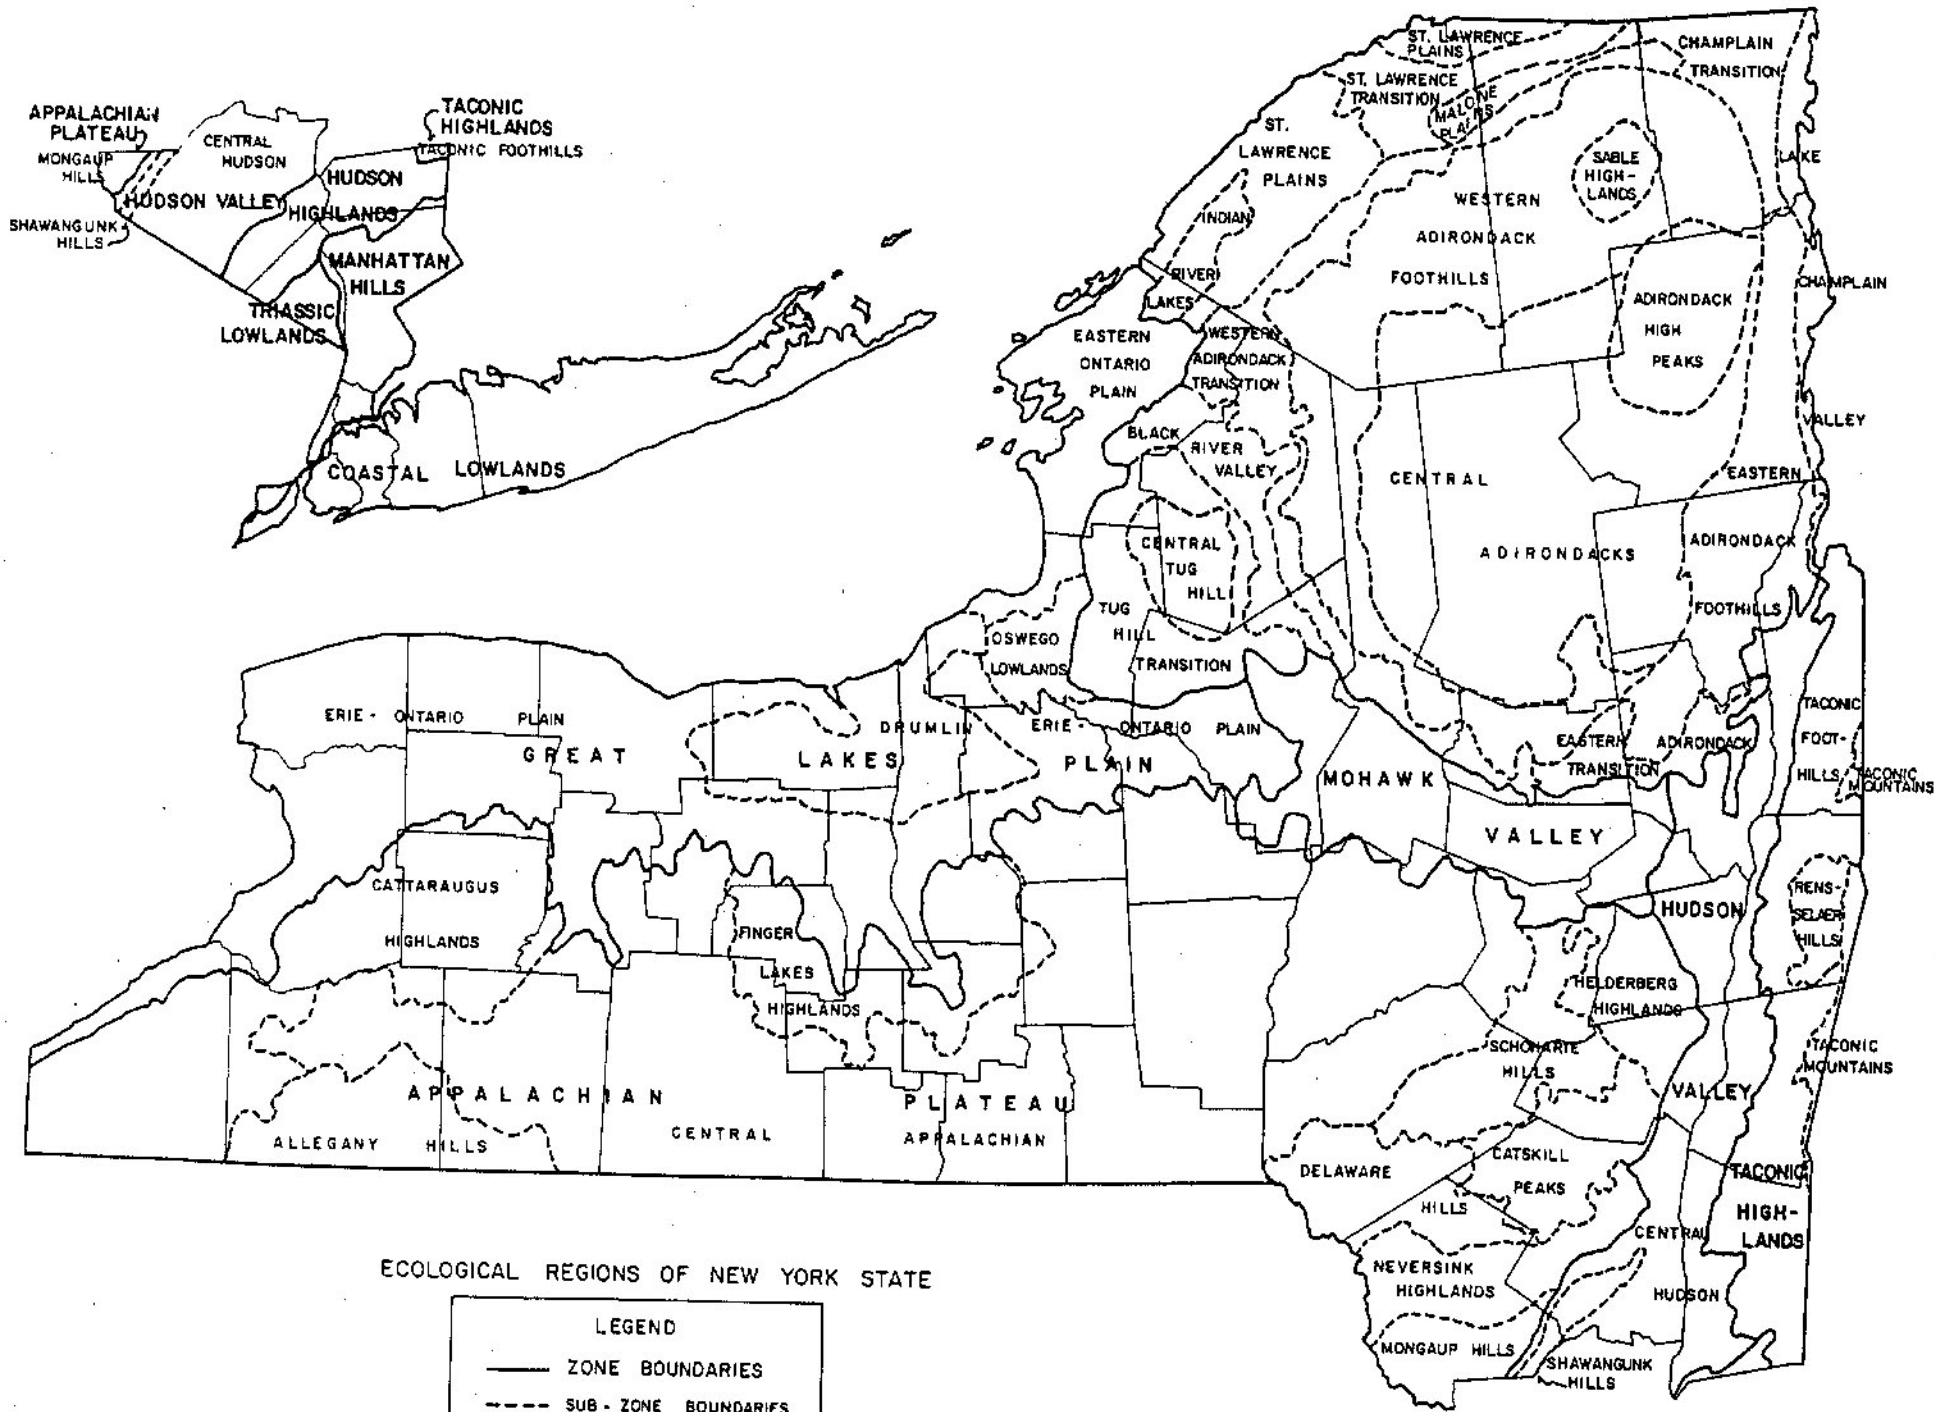 ST. LAWRENCE
PLAINS
CHAMPLAIN
TRANSITION
ST. LAWRENCE
TRANSITION
MALONE
PLAINS
APPALACHIAN
PLATEAU
MONGAUP
HILLS
CENTRAL
HUDSON
TACONIC
HIGHLANDS
TACONIC FOOTHILLS
HUDSON VALLEY
HUDSON
HIGHLANDS
SHAWANGUNK
HILLS
MANHATTAN
HILLS
TRIASSIC
LOWLANDS
COASTAL LOWLANDS
ST.
LAWRENCE
PLAINS
INDIAN
RIVER
LAKES
SABLE
HIGH-
LANDS
WESTERN
ADIRONDACK
FOOTHILLS
LAKE
CHAMPLAIN
VALLEY
ADIRONDACK
HIGH
PEAKS
EASTERN
ONTARIO
PLAIN
WESTERN
ADIRONDACK
TRANSITION
BLACK
RIVER
VALLEY
CENTRAL
ADIRONDACKS
EASTERN
ADIRONDACK
FOOTHILLS
CENTRAL
TUG
HILL
TUG
HILL
TRANSITION
OSWEGO
LOWLANDS
ERIE - ONTARIO PLAIN
DRUMLIN
ERIE - ONTARIO PLAIN
GREAT LAKES PLAIN
EASTERN ADIRONDACK
TRANSITION
TACONIC
FOOT-
HILLS
TACONIC
MOUNTAINS
MOHAWK
VALLEY
CATTARAUGUS
HIGHLANDS
FINGER
LAKES
HIGHLANDS
HUDSON
RENS-
SELAER
HILLS
HELDERBERG
HIGHLANDS
SCHOHARIE
HILLS
TACONIC
MOUNTAINS
VALLEY
APPALACHIAN PLATEAU
ALLEGANY HILLS
CENTRAL APPALACHIAN
DELAWARE
HILLS
CATSKILL
PEAKS
TACONIC
HIGH-
LANDS
CENTRAL
HUDSON
NEVERSINK
HIGHLANDS
MONGAUP HILLS
SHAWANGUNK
HILLS
ECOLOGICAL REGIONS OF NEW YORK STATE
LEGEND
ZONE BOUNDARIES
SUB - ZONE BOUNDARIES